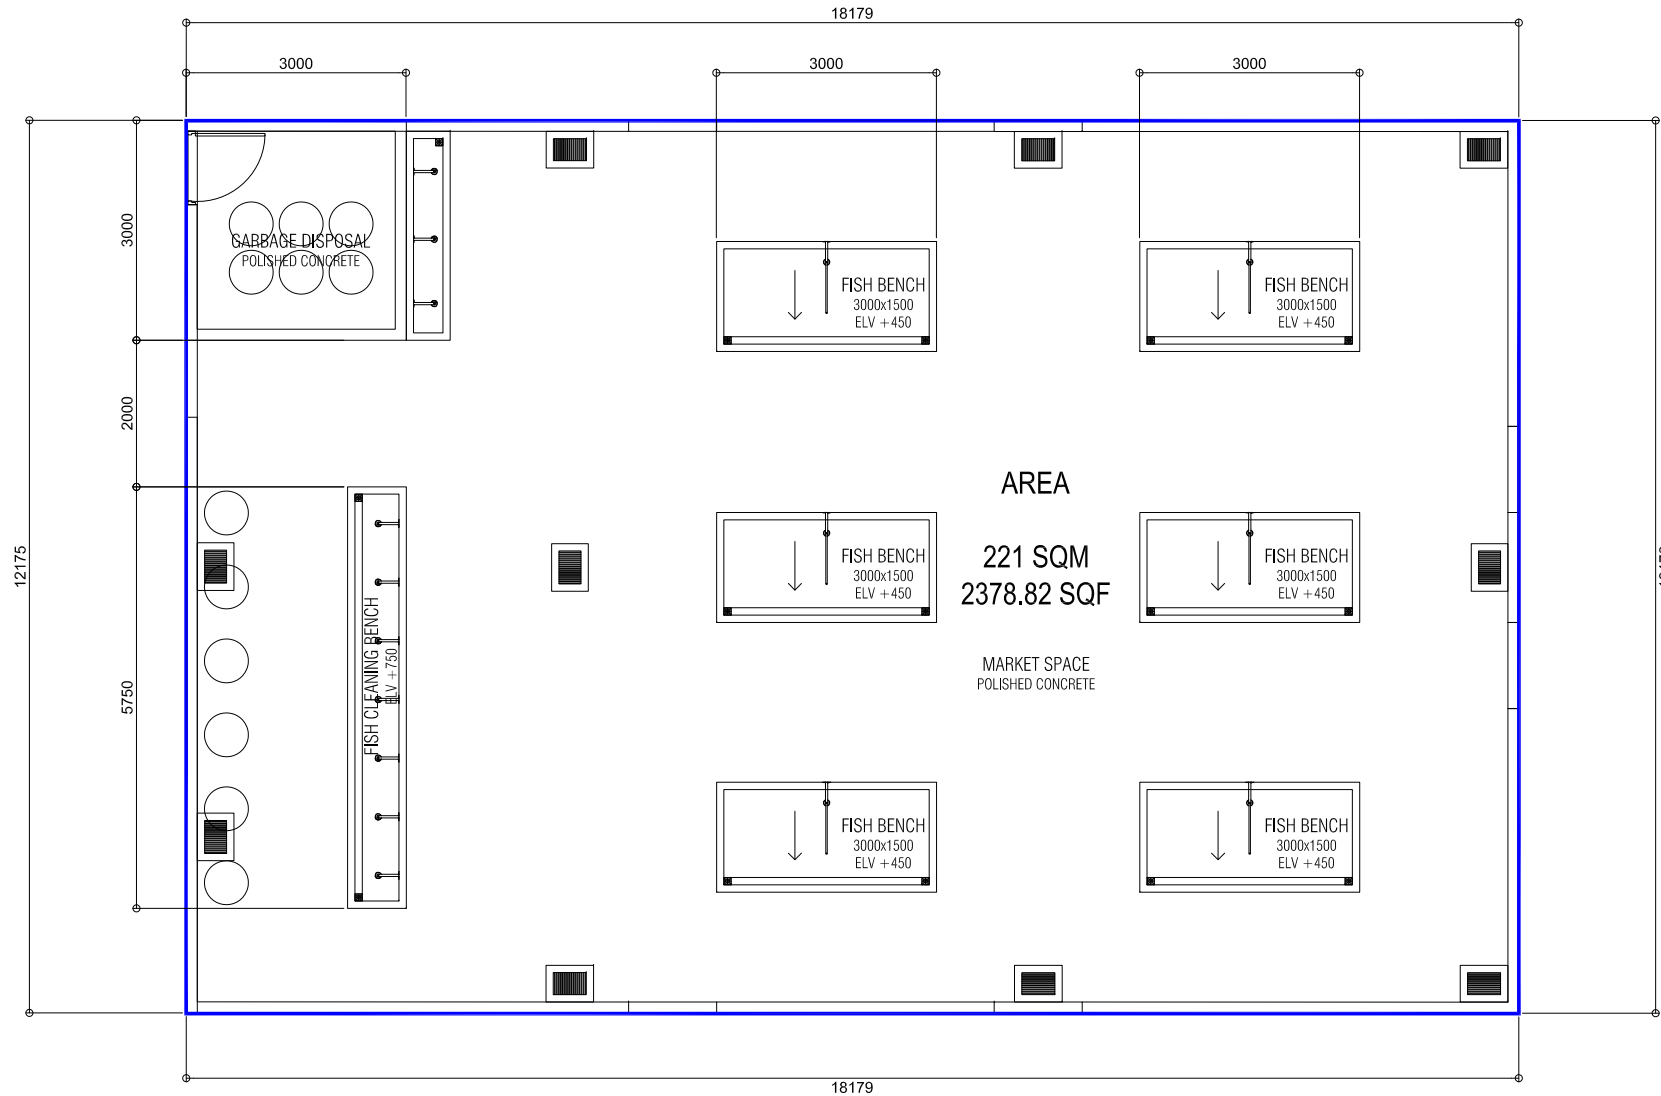 18179
3000
3000
3000
3000
GARBAGE DISPOSAL
POLISHED CONCRETE
FISH BENCH
3000x1500
ELV +450
FISH BENCH
3000x1500
ELV +450
2000
AREA
221 SQM
2378.82 SQF
12175
FISH BENCH
3000x1500
ELV +450
FISH BENCH
3000x1500
ELV +450
5750
FISH CLEANING BENCH
ELV +750
MARKET SPACE
POLISHED CONCRETE
FISH BENCH
3000x1500
ELV +450
FISH BENCH
3000x1500
ELV +450
18179